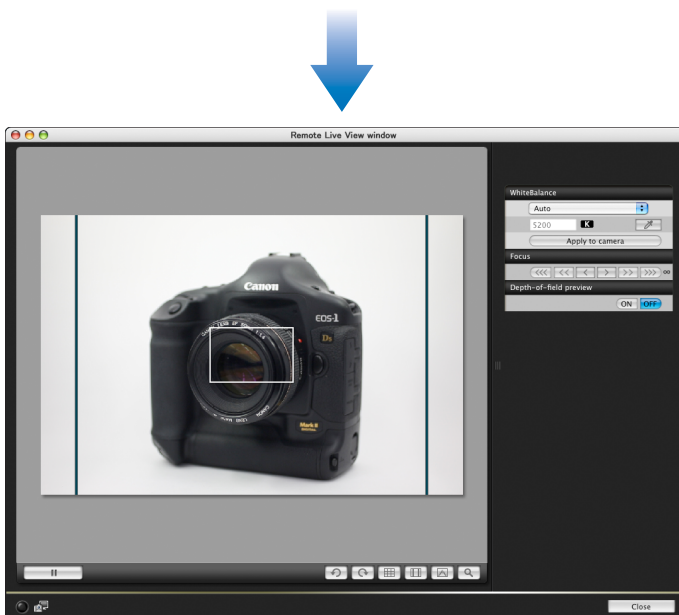 Remote Live View window
WhiteBalance
Auto
5200 K
Apply to camera
Focus
<<< << < > >> >>> ∞
Depth-of-field preview
ON OFF
Canon
EOS-1
Ds
Mark II
DIGITAL
Close